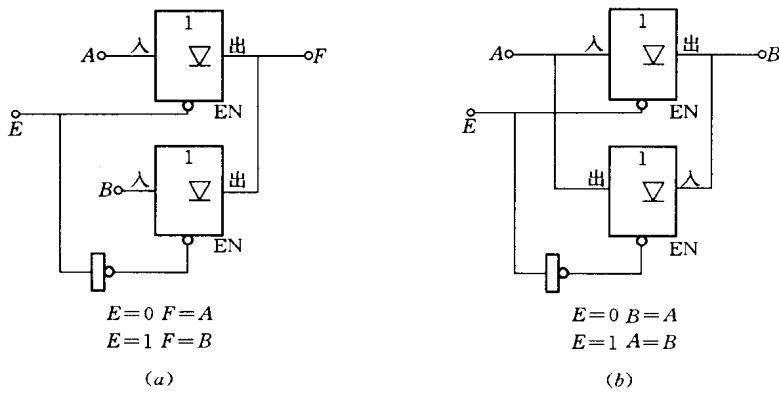 1
A 入 出 F
E EN
1
B 入 出
EN
E=0 F=A
E=1 F=B
(a)
1
A 入 出 B
E EN
1
出 入
EN
E=0 B=A
E=1 A=B
(b)